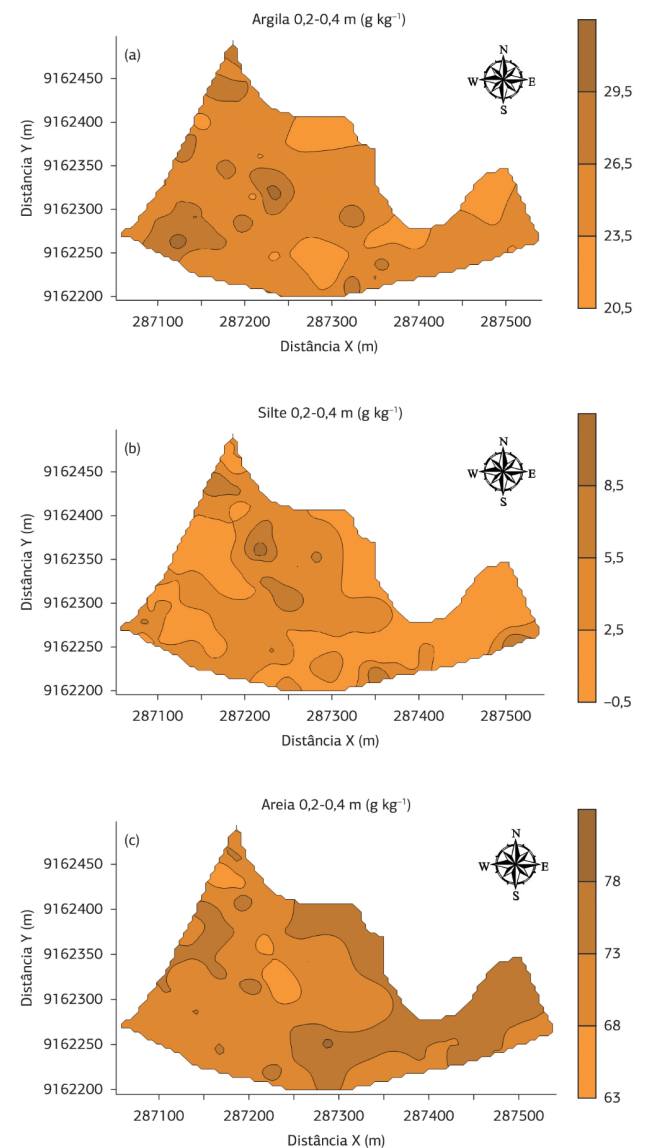 Argila 0,2-0,4 m (g kg⁻¹)
(a)
N
W E
S
Distância Y (m)
9162450
9162400
9162350
9162300
9162250
9162200
287100 287200 287300 287400 287500
Distância X (m)
29,5
26,5
23,5
20,5
Silte 0,2-0,4 m (g kg⁻¹)
(b)
N
W E
S
Distância Y (m)
9162450
9162400
9162350
9162300
9162250
9162200
287100 287200 287300 287400 287500
Distância X (m)
8,5
5,5
2,5
–0,5
Areia 0,2-0,4 m (g kg⁻¹)
(c)
N
W E
S
Distância Y (m)
9162450
9162400
9162350
9162300
9162250
9162200
287100 287200 287300 287400 287500
Distância X (m)
78
73
68
63